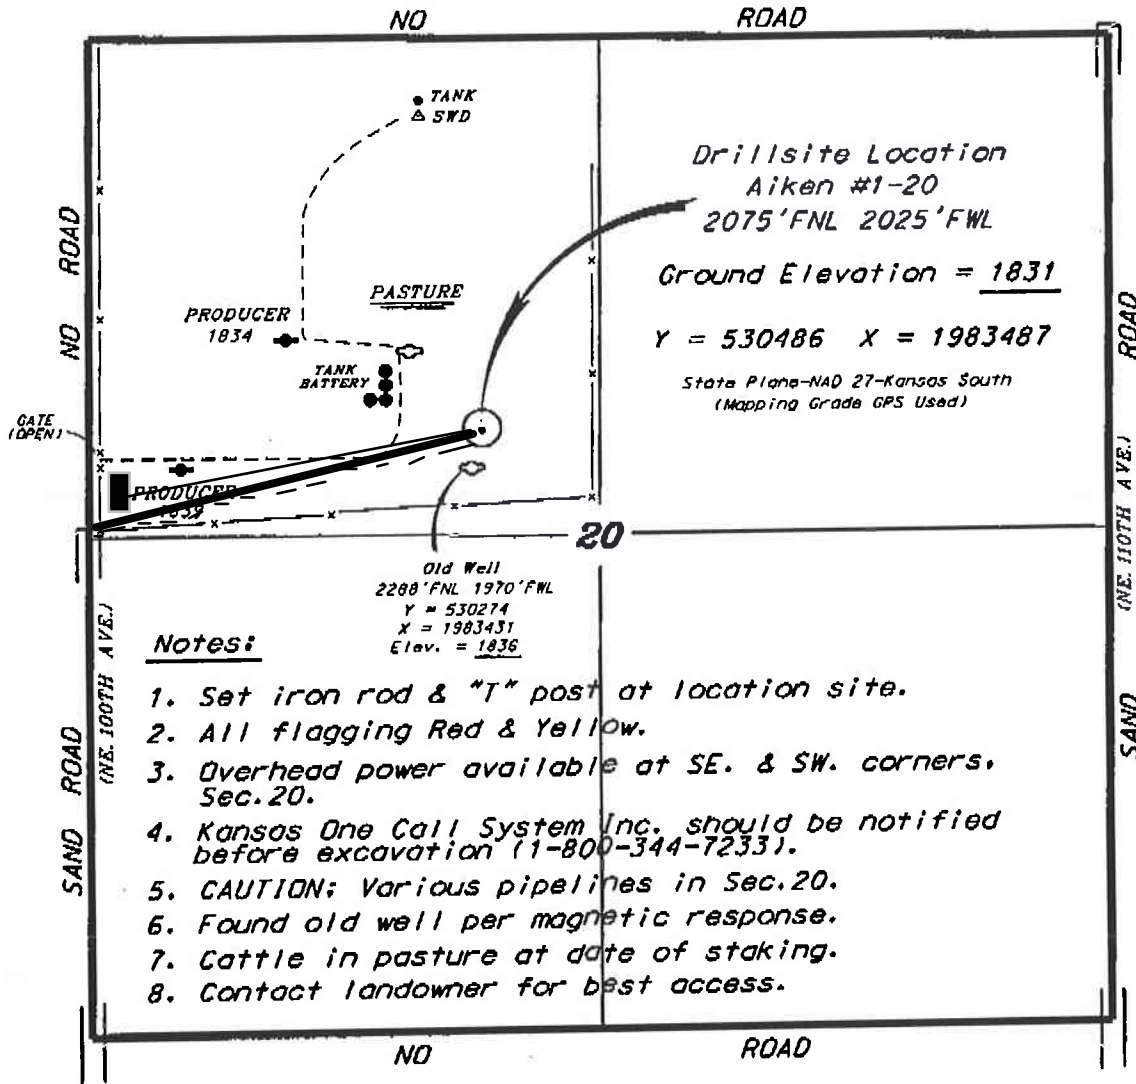 NO ROAD
TANK
SWD
Drillsite Location
Aiken #1-20
2075'FNL 2025'FWL
NO ROAD
Ground Elevation = 1831
PASTURE
PRODUCER
1834
Y = 530486 X = 1983487
ROAD
TANK
BATTERY
State Plane-NAD 27-Kansas South
(Mapping Grade GPS Used)
GATE
(OPEN)
(NE. 110TH AVE.)
PRODUCER
1839
20
Old Well
2288'FNL 1970'FWL
Y = 530274
X = 1983431
Elev. = 1836
(NE. 100TH AVE.)
Notes:
1. Set iron rod & "T" post at location site.
2. All flagging Red & Yellow.
SAND
SAND ROAD
3. Overhead power available at SE. & SW. corners.
Sec.20.
4. Kansas One Call System Inc. should be notified
before excavation (1-800-344-7233).
5. CAUTION: Various pipelines in Sec.20.
6. Found old well per magnetic response.
7. Cattle in pasture at date of staking.
8. Contact landowner for best access.
NO ROAD